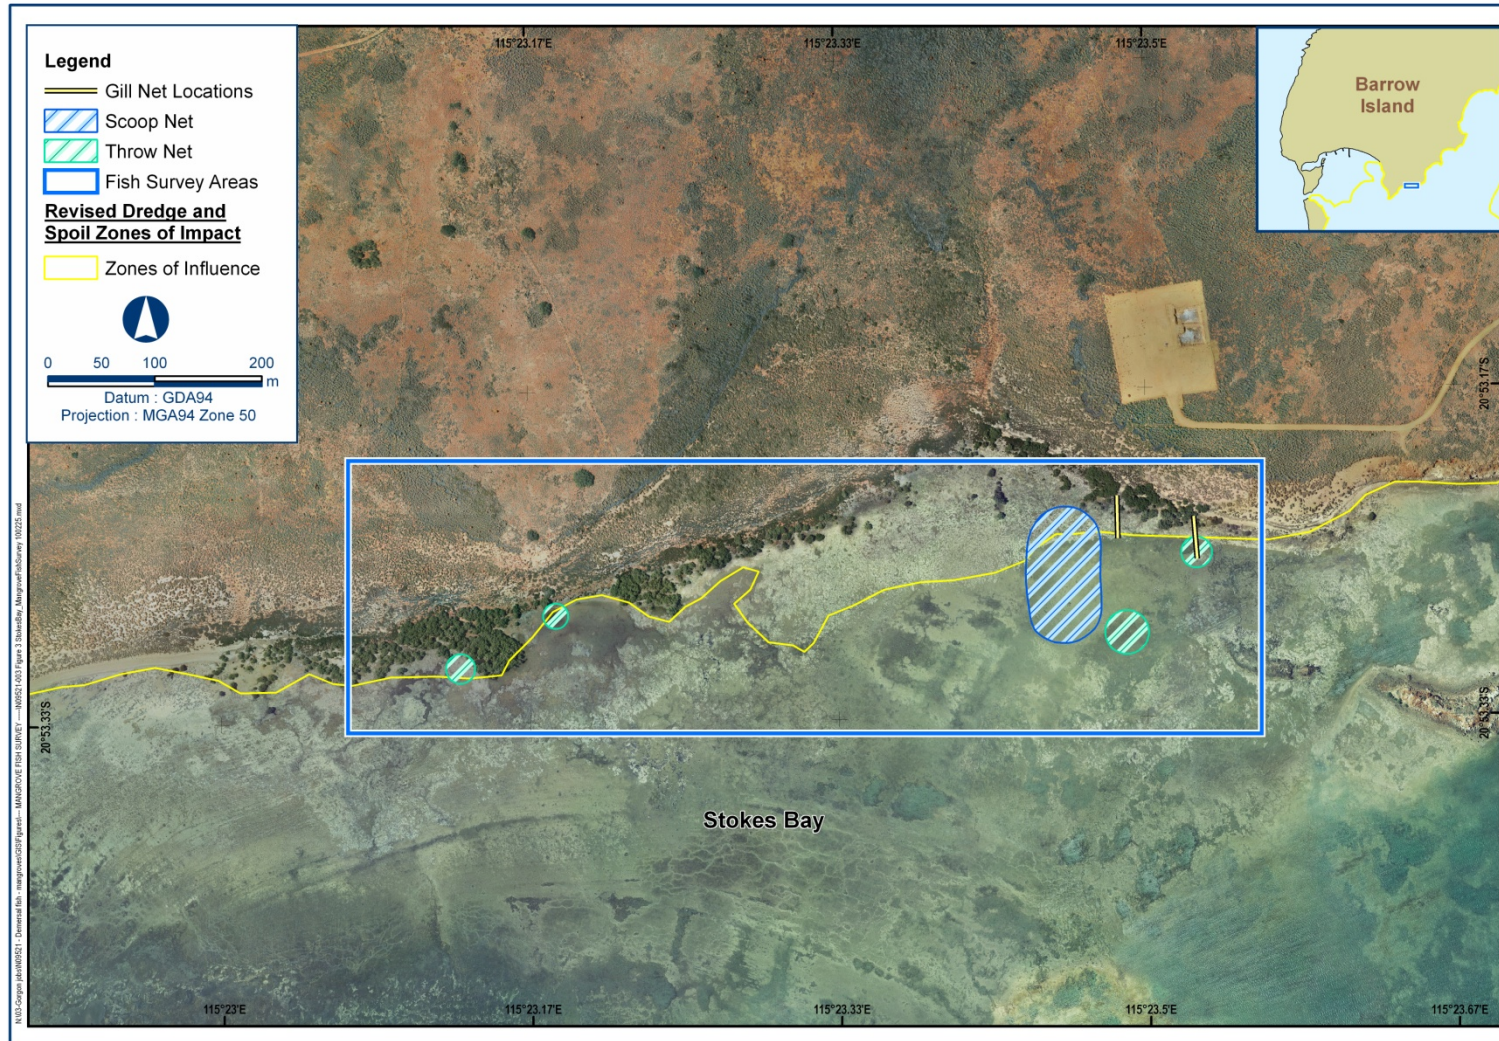 115°23.17'E
115°23.33'E
115°23.5'E
Legend
Gill Net Locations
Scoop Net
Throw Net
Fish Survey Areas
Revised Dredge and
Spoil Zones of Impact
Zones of Influence
0 50 100 200
m
Datum : GDA94
Projection : MGA94 Zone 50
Barrow
Island
20°53.17'S
20°53.33'S
20°53.33'S
Stokes Bay
115°23'E
115°23.17'E
115°23.33'E
115°23.5'E
115°23.67'E